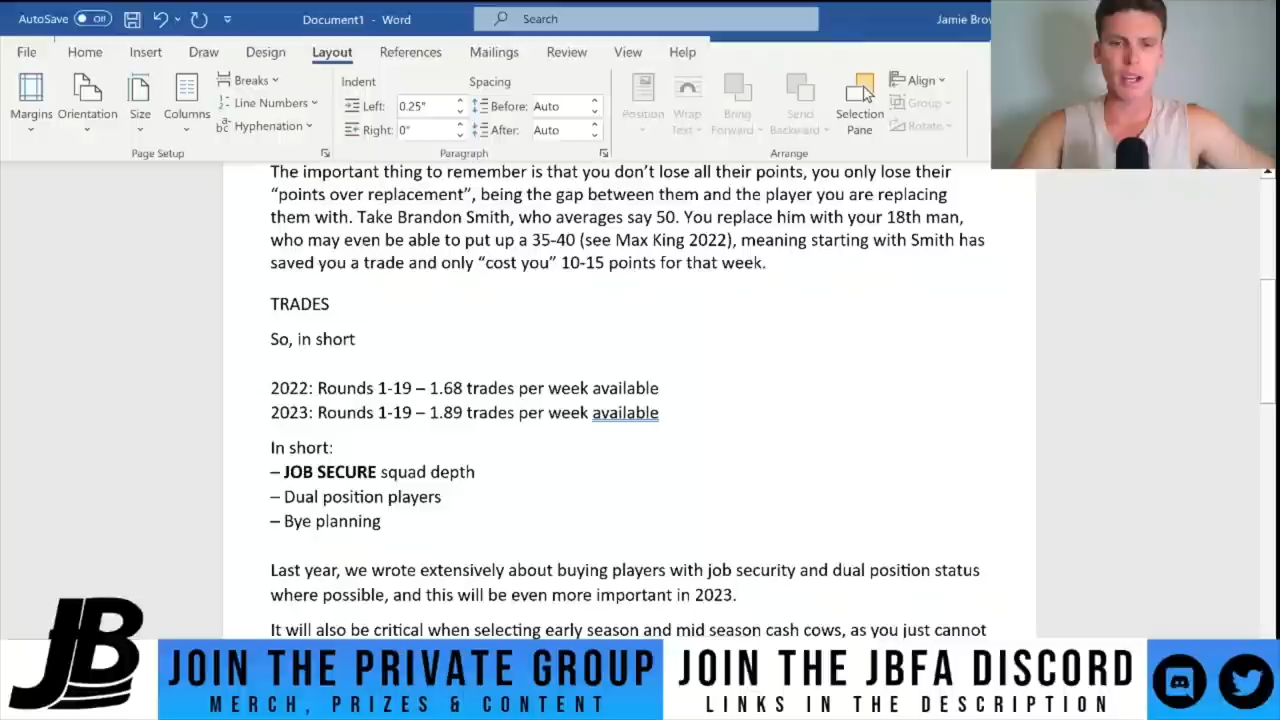 AutoSave Off Document1 - Word Search Jamie Brow
File Home Insert Draw Design Layout References Mailings Review View Help
Margins Orientation Size Columns Breaks Line Numbers Hyphenation
Page Setup
Indent Spacing
Left: 0.25" Before: Auto
Right: 0" After: Auto
Paragraph
Position Wrap Text Bring Forward Send Backward Selection Pane Align Group Rotate
Arrange
The important thing to remember is that you don't lose all their points, you only lose their
“points over replacement”, being the gap between them and the player you are replacing
them with. Take Brandon Smith, who averages say 50. You replace him with your 18th man,
who may even be able to put up a 35-40 (see Max King 2022), meaning starting with Smith has
saved you a trade and only “cost you” 10-15 points for that week.
TRADES
So, in short
2022: Rounds 1-19 – 1.68 trades per week available
2023: Rounds 1-19 – 1.89 trades per week available
In short:
– JOB SECURE squad depth
– Dual position players
– Bye planning
Last year, we wrote extensively about buying players with job security and dual position status
where possible, and this will be even more important in 2023.
It will also be critical when selecting early season and mid season cash cows, as you just cannot
JB
JOIN THE PRIVATE GROUP
MERCH, PRIZES & CONTENT
JOIN THE JBFA DISCORD
LINKS IN THE DESCRIPTION